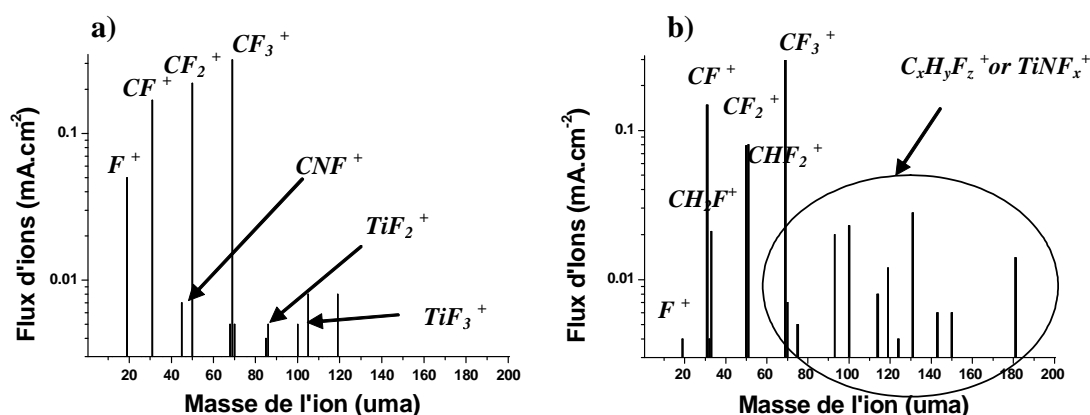 a)
CF3 +
CF2 +
CF +
F +
CNF +
TiF2 +
TiF3 +
0.1
0.01
Flux d'ions (mA.cm-2)
20 40 60 80 100 120 140 160 180 200
Masse de l'ion (uma)
b)
CF3 +
CxHyFz +or TiNFx+
CF +
CF2 +
CHF2 +
CH2F+
F +
0.1
0.01
Flux d'Ions (mA.cm-2)
20 40 60 80 100 120 140 160 180 200
Masse de l'ion (uma)